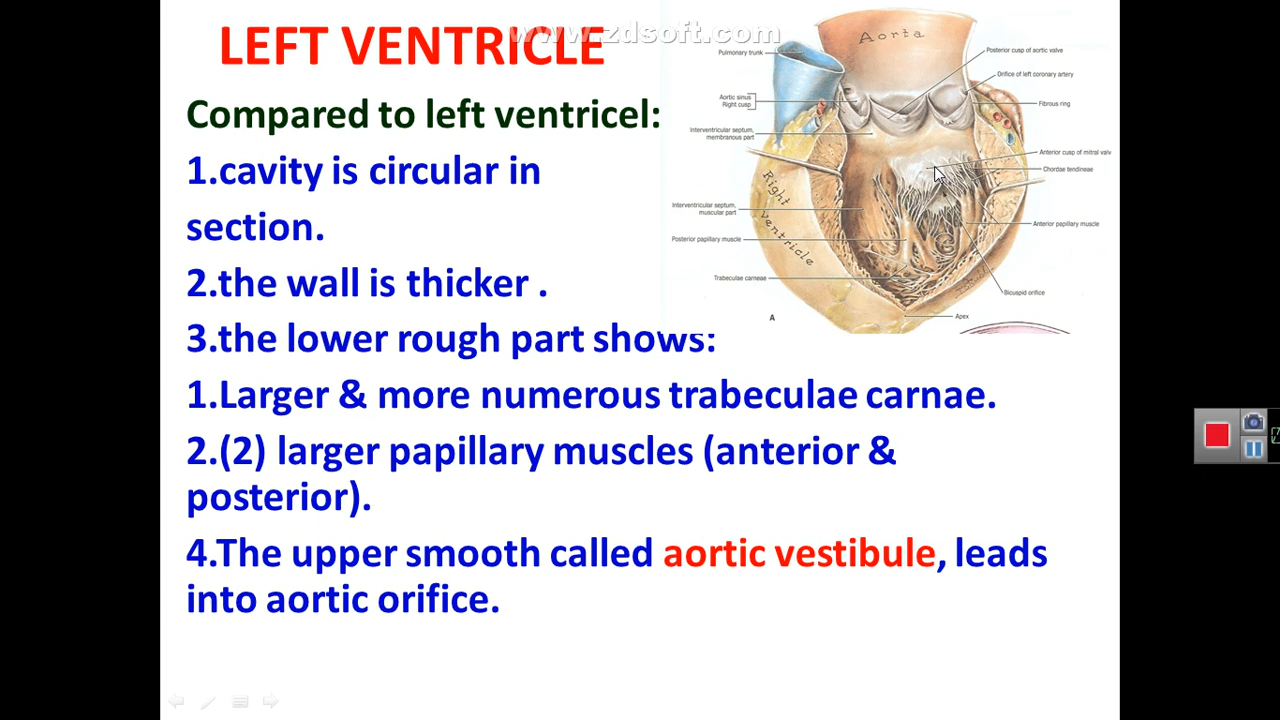 LEFT VENTRICLE
www.zdsoft.com
Compared to left ventricel:
1.cavity is circular in
section.
2.the wall is thicker .
3.the lower rough part shows:
1.Larger & more numerous trabeculae carnae.
2.(2) larger papillary muscles (anterior &
posterior).
4.The upper smooth called aortic vestibule, leads
into aortic orifice.
Aorta
Pulmonary trunk
Posterior cusp of aortic valve
Orifice of left coronary artery
Aortic sinus
Right cusp
Fibrous ring
Interventricular septum,
membranous part
Anterior cusp of mitral valv
Chordae tendineae
Right
ventricle
Interventricular septum,
muscular part
Anterior papillary muscle
Posterior papillary muscle
Trabeculae carneae
Bicuspid orifice
A
Apex